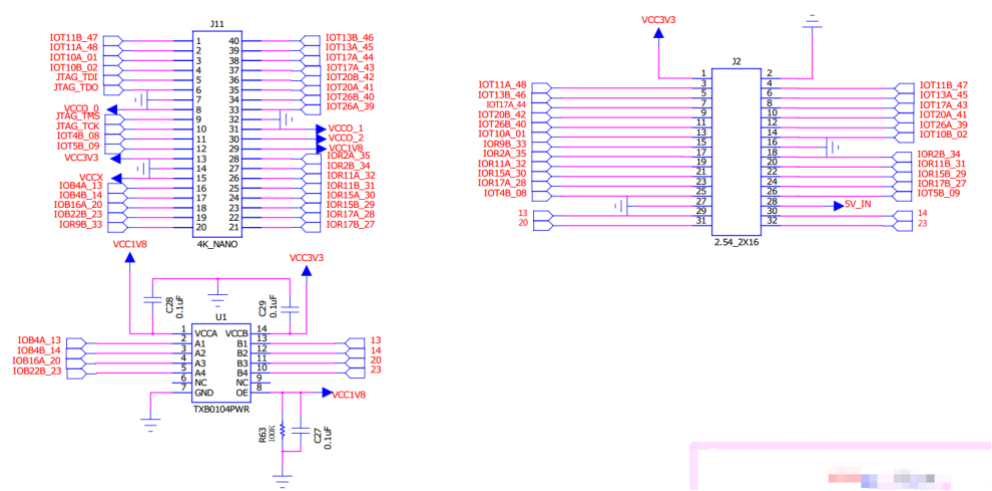 J11
IOT11B_47 1 40 IOT13B_46
IOT11A_48 2 39 IOT13A_45
IOT10A_01 3 38 IOT17A_44
IOT10B_02 4 37 IOT17A_43
JTAG_TDI 5 36 IOT20B_42
JTAG_TDO 6 35 IOT20A_41
7 34 IOT26B_40
VCCO_0 8 33 IOT26A_39
JTAG_TMS 9 32
JTAG_TCK 10 31 VCCO_1
IOT4B_08 11 30 VCCO_2
IOT5B_09 12 29 VCC1V8
VCC3V3 13 28 IOR2A_35
14 27 IOR2B_34
VCCX 15 26 IOR11A_32
IOB4A_13 16 25 IOR11B_31
IOB4B_14 17 24 IOR15A_30
IOB16A_20 18 23 IOR15B_29
IOB22B_23 19 22 IOR17A_28
IOR9B_33 20 21 IOR17B_27
4K_NANO
VCC3V3
J2
1 2
IOT11A_48 3 4 IOT11B_47
IOT13B_46 5 6 IOT13A_45
IOT17A_44 7 8 IOT17A_43
IOT20B_42 9 10 IOT20A_41
IOT26B_40 11 12 IOT26A_39
IOT10A_01 13 14 IOT10B_02
IOR9B_33 15 16
IOR2A_35 17 18 IOR2B_34
IOR11A_32 19 20 IOR11B_31
IOR15A_30 21 22 IOR15B_29
IOR17A_28 23 24 IOR17B_27
IOT4B_08 25 26 IOT5B_09
27 28 5V_IN
13 29 30 14
20 31 32 23
2.54_2X16
VCC1V8
VCC3V3
C28
0.1uF
C29
0.1uF
U1
1 VCCA VCCB 14
IOB4A_13 2 A1 B1 13 13
IOB4B_14 3 A2 B2 12 14
IOB16A_20 4 A3 B3 11 20
IOB22B_23 5 A4 B4 10 23
6 NC NC 9
7 GND OE 8 VCC1V8
TXB0104PWR
R63
100K
C27
0.1uF